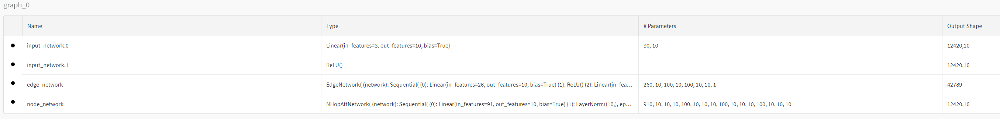 graph_0
Name Type # Parameters Output Shape
input_network.0 Linear(in_features=3, out_features=10, bias=True) 30, 10 12420,10
input_network.1 ReLU() 12420,10
edge_network EdgeNetwork( (network): Sequential( (0): Linear(in_features=26, out_features=10, bias=True) (1): ReLU() (2): Linear(in_fea... 260, 10, 100, 10, 100, 10, 10, 1 42789
node_network NHopAttNetwork( (network): Sequential( (0): Linear(in_features=91, out_features=10, bias=True) (1): LayerNorm((10,), ep... 910, 10, 10, 10, 100, 10, 10, 10, 100, 10, 10, 10, 100, 10, 10, 10 12420,10